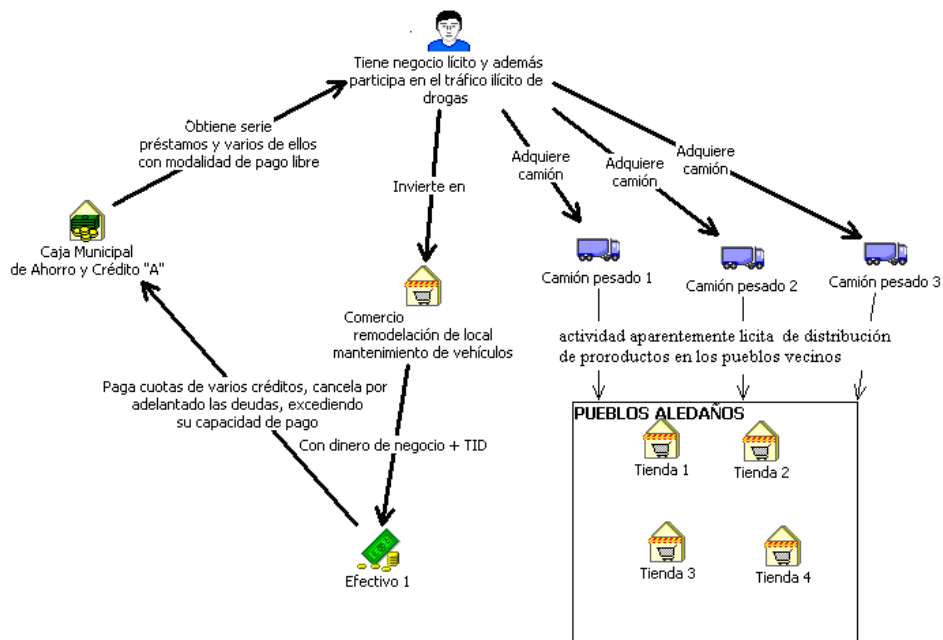 Tiene negocio lícito y además
participa en el tráfico ilícito de
drogas
Obtiene serie
préstamos y varios de ellos
con modalidad de pago libre
Invierte en
Adquiere
camión
Adquiere
camión
Adquiere
camión
Caja Municipal
de Ahorro y Crédito "A"
Camión pesado 1
Camión pesado 2
Camión pesado 3
Comercio
remodelación de local
mantenimiento de vehículos
actividad aparentemente licita de distribución
de proroductos en los pueblos vecinos
Paga cuotas de varios créditos, cancela por
adelantado las deudas, excediendo
su capacidad de pago
Con dinero de negocio + TID
Efectivo 1
PUEBLOS ALEDAÑOS
Tienda 1
Tienda 2
Tienda 3
Tienda 4